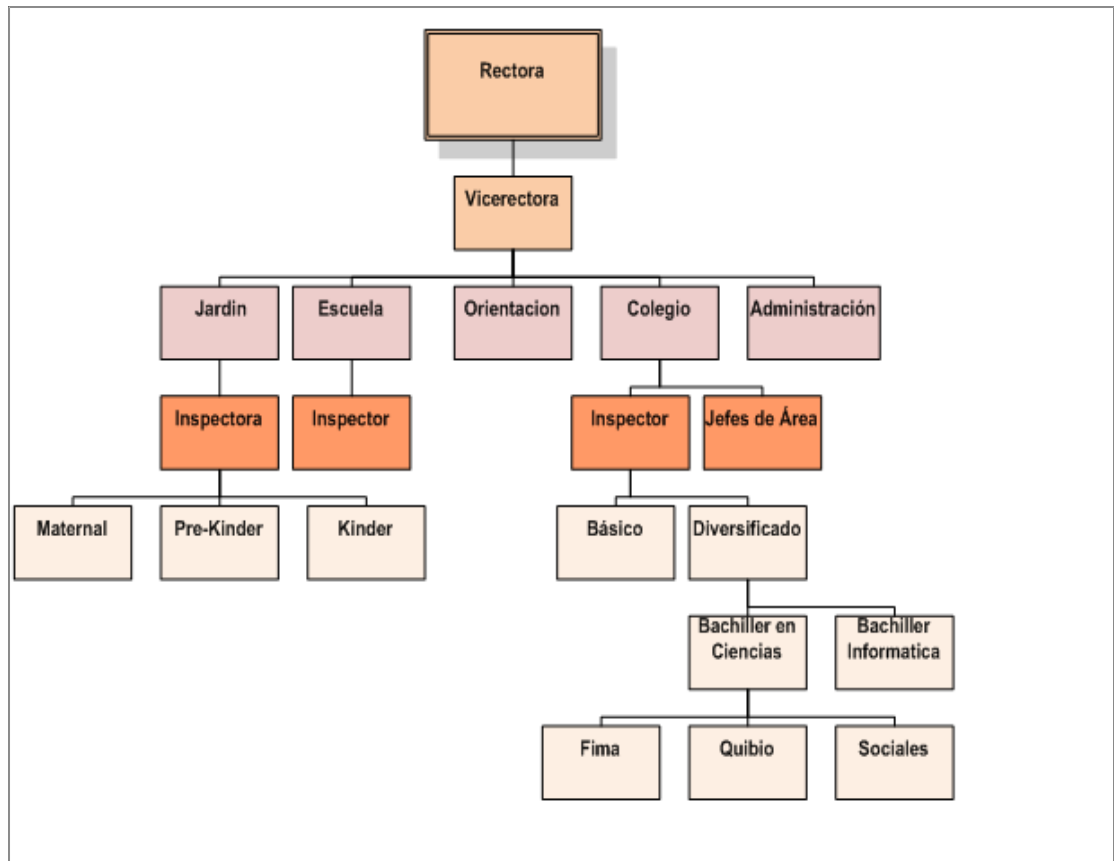 Rectora
Vicerectora
Jardin
Escuela
Orientacion
Colegio
Administración
Inspectora
Inspector
Inspector
Jefes de Área
Maternal
Pre-Kinder
Kinder
Básico
Diversificado
Bachiller en
Ciencias
Bachiller
Informatica
Fima
Quibio
Sociales